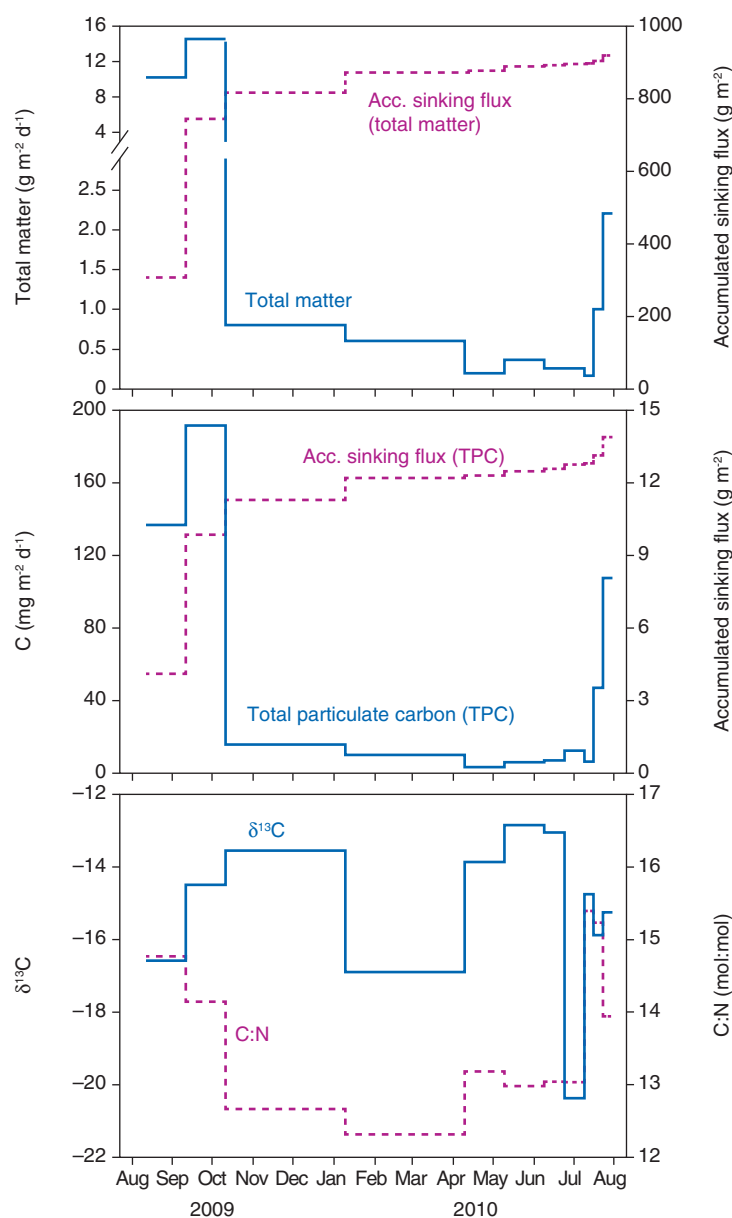 16
12
8
4
2.5
2.0
1.5
1.0
0.5
0
Total matter (g m⁻² d⁻¹)
1000
800
600
400
200
0
Accumulated sinking flux (g m⁻²)
Acc. sinking flux
(total matter)
Total matter
200
160
120
80
40
0
C (mg m⁻² d⁻¹)
15
12
9
6
3
0
Accumulated sinking flux (g m⁻²)
Acc. sinking flux (TPC)
Total particulate carbon (TPC)
−12
−14
−16
−18
−20
−22
δ¹³C
17
16
15
14
13
12
C:N (mol:mol)
δ¹³C
C:N
Aug Sep Oct Nov Dec Jan Feb Mar Apr May Jun Jul Aug
2009 2010